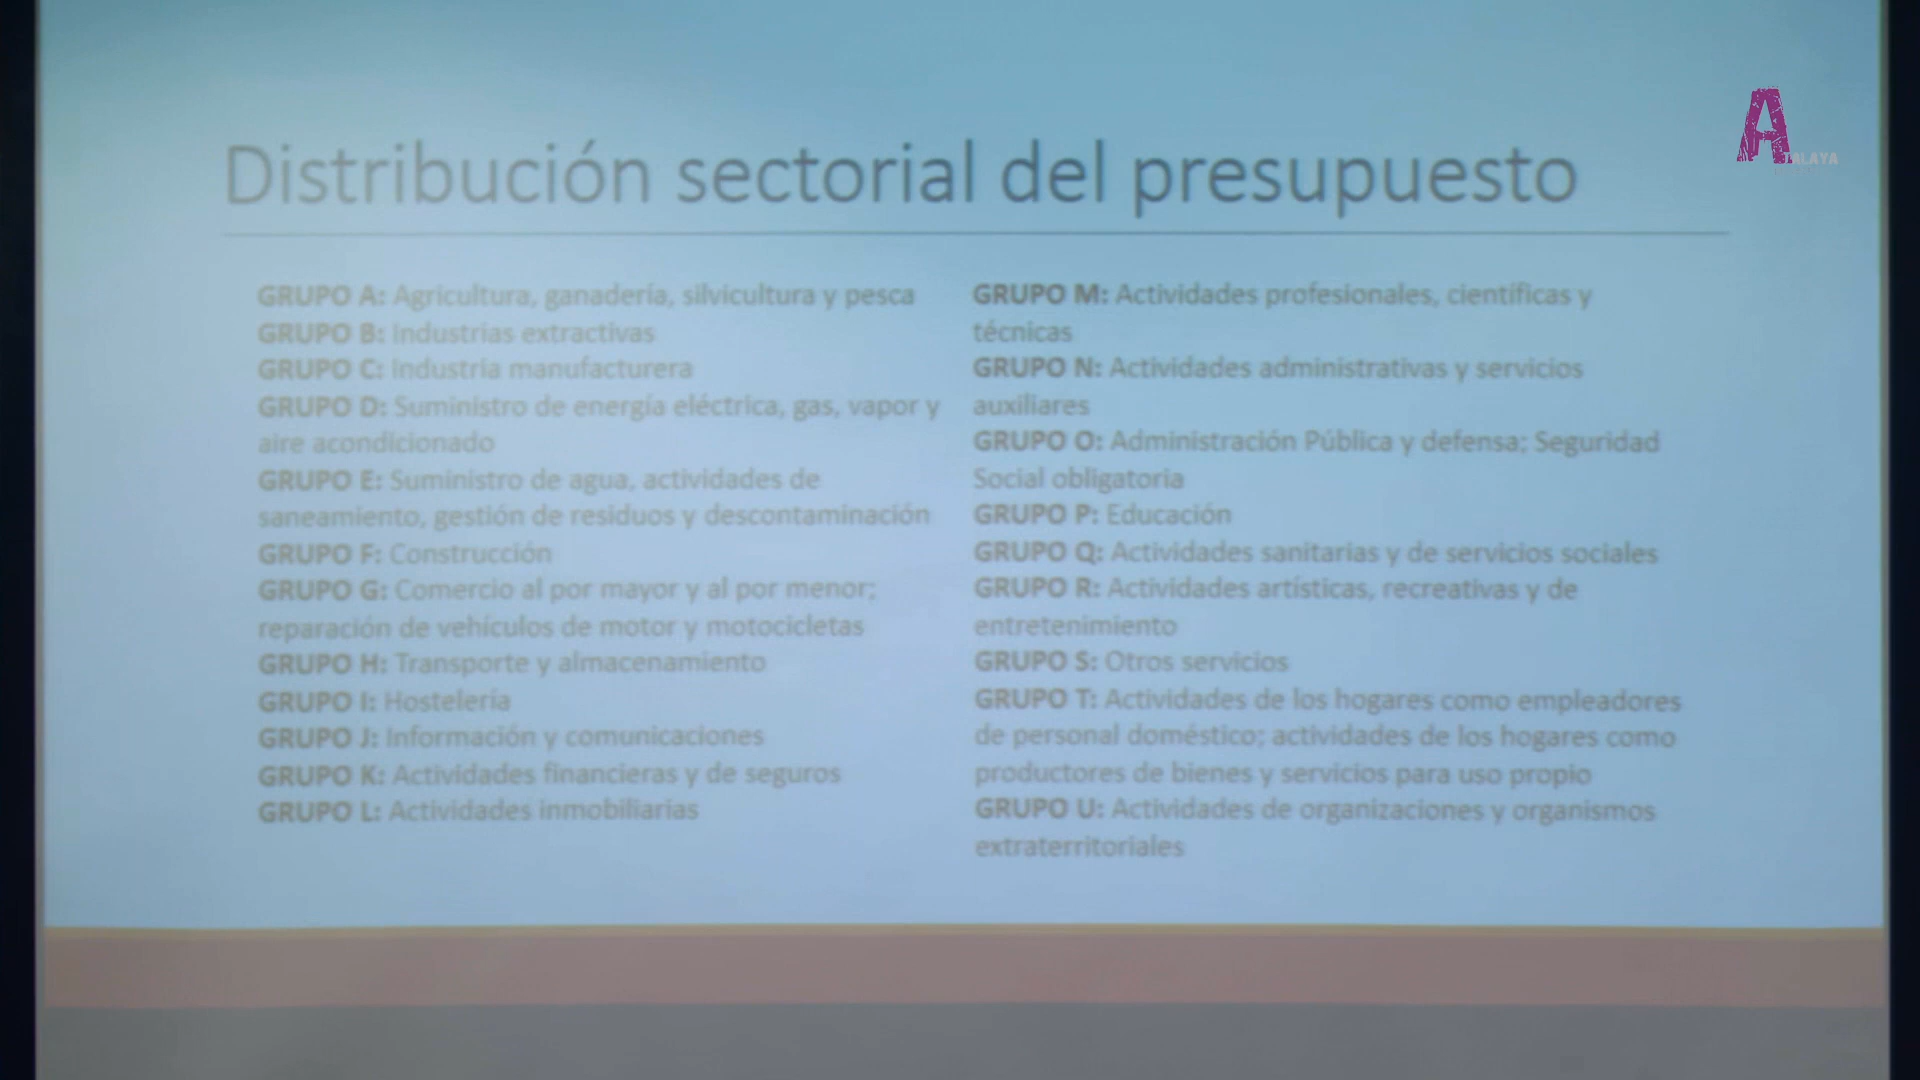 Distribución sectorial del presupuesto
GRUPO A: Agricultura, ganadería, silvicultura y pesca
GRUPO B: Industrias extractivas
GRUPO C: Industria manufacturera
GRUPO D: Suministro de energía eléctrica, gas, vapor y
aire acondicionado
GRUPO E: Suministro de agua, actividades de
saneamiento, gestión de residuos y descontaminación
GRUPO F: Construcción
GRUPO G: Comercio al por mayor y al por menor;
reparación de vehículos de motor y motocicletas
GRUPO H: Transporte y almacenamiento
GRUPO I: Hostelería
GRUPO J: Información y comunicaciones
GRUPO K: Actividades financieras y de seguros
GRUPO L: Actividades inmobiliarias
GRUPO M: Actividades profesionales, científicas y
técnicas
GRUPO N: Actividades administrativas y servicios
auxiliares
GRUPO O: Administración Pública y defensa; Seguridad
Social obligatoria
GRUPO P: Educación
GRUPO Q: Actividades sanitarias y de servicios sociales
GRUPO R: Actividades artísticas, recreativas y de
entretenimiento
GRUPO S: Otros servicios
GRUPO T: Actividades de los hogares como empleadores
de personal doméstico; actividades de los hogares como
productores de bienes y servicios para uso propio
GRUPO U: Actividades de organizaciones y organismos
extraterritoriales
ATALAYA